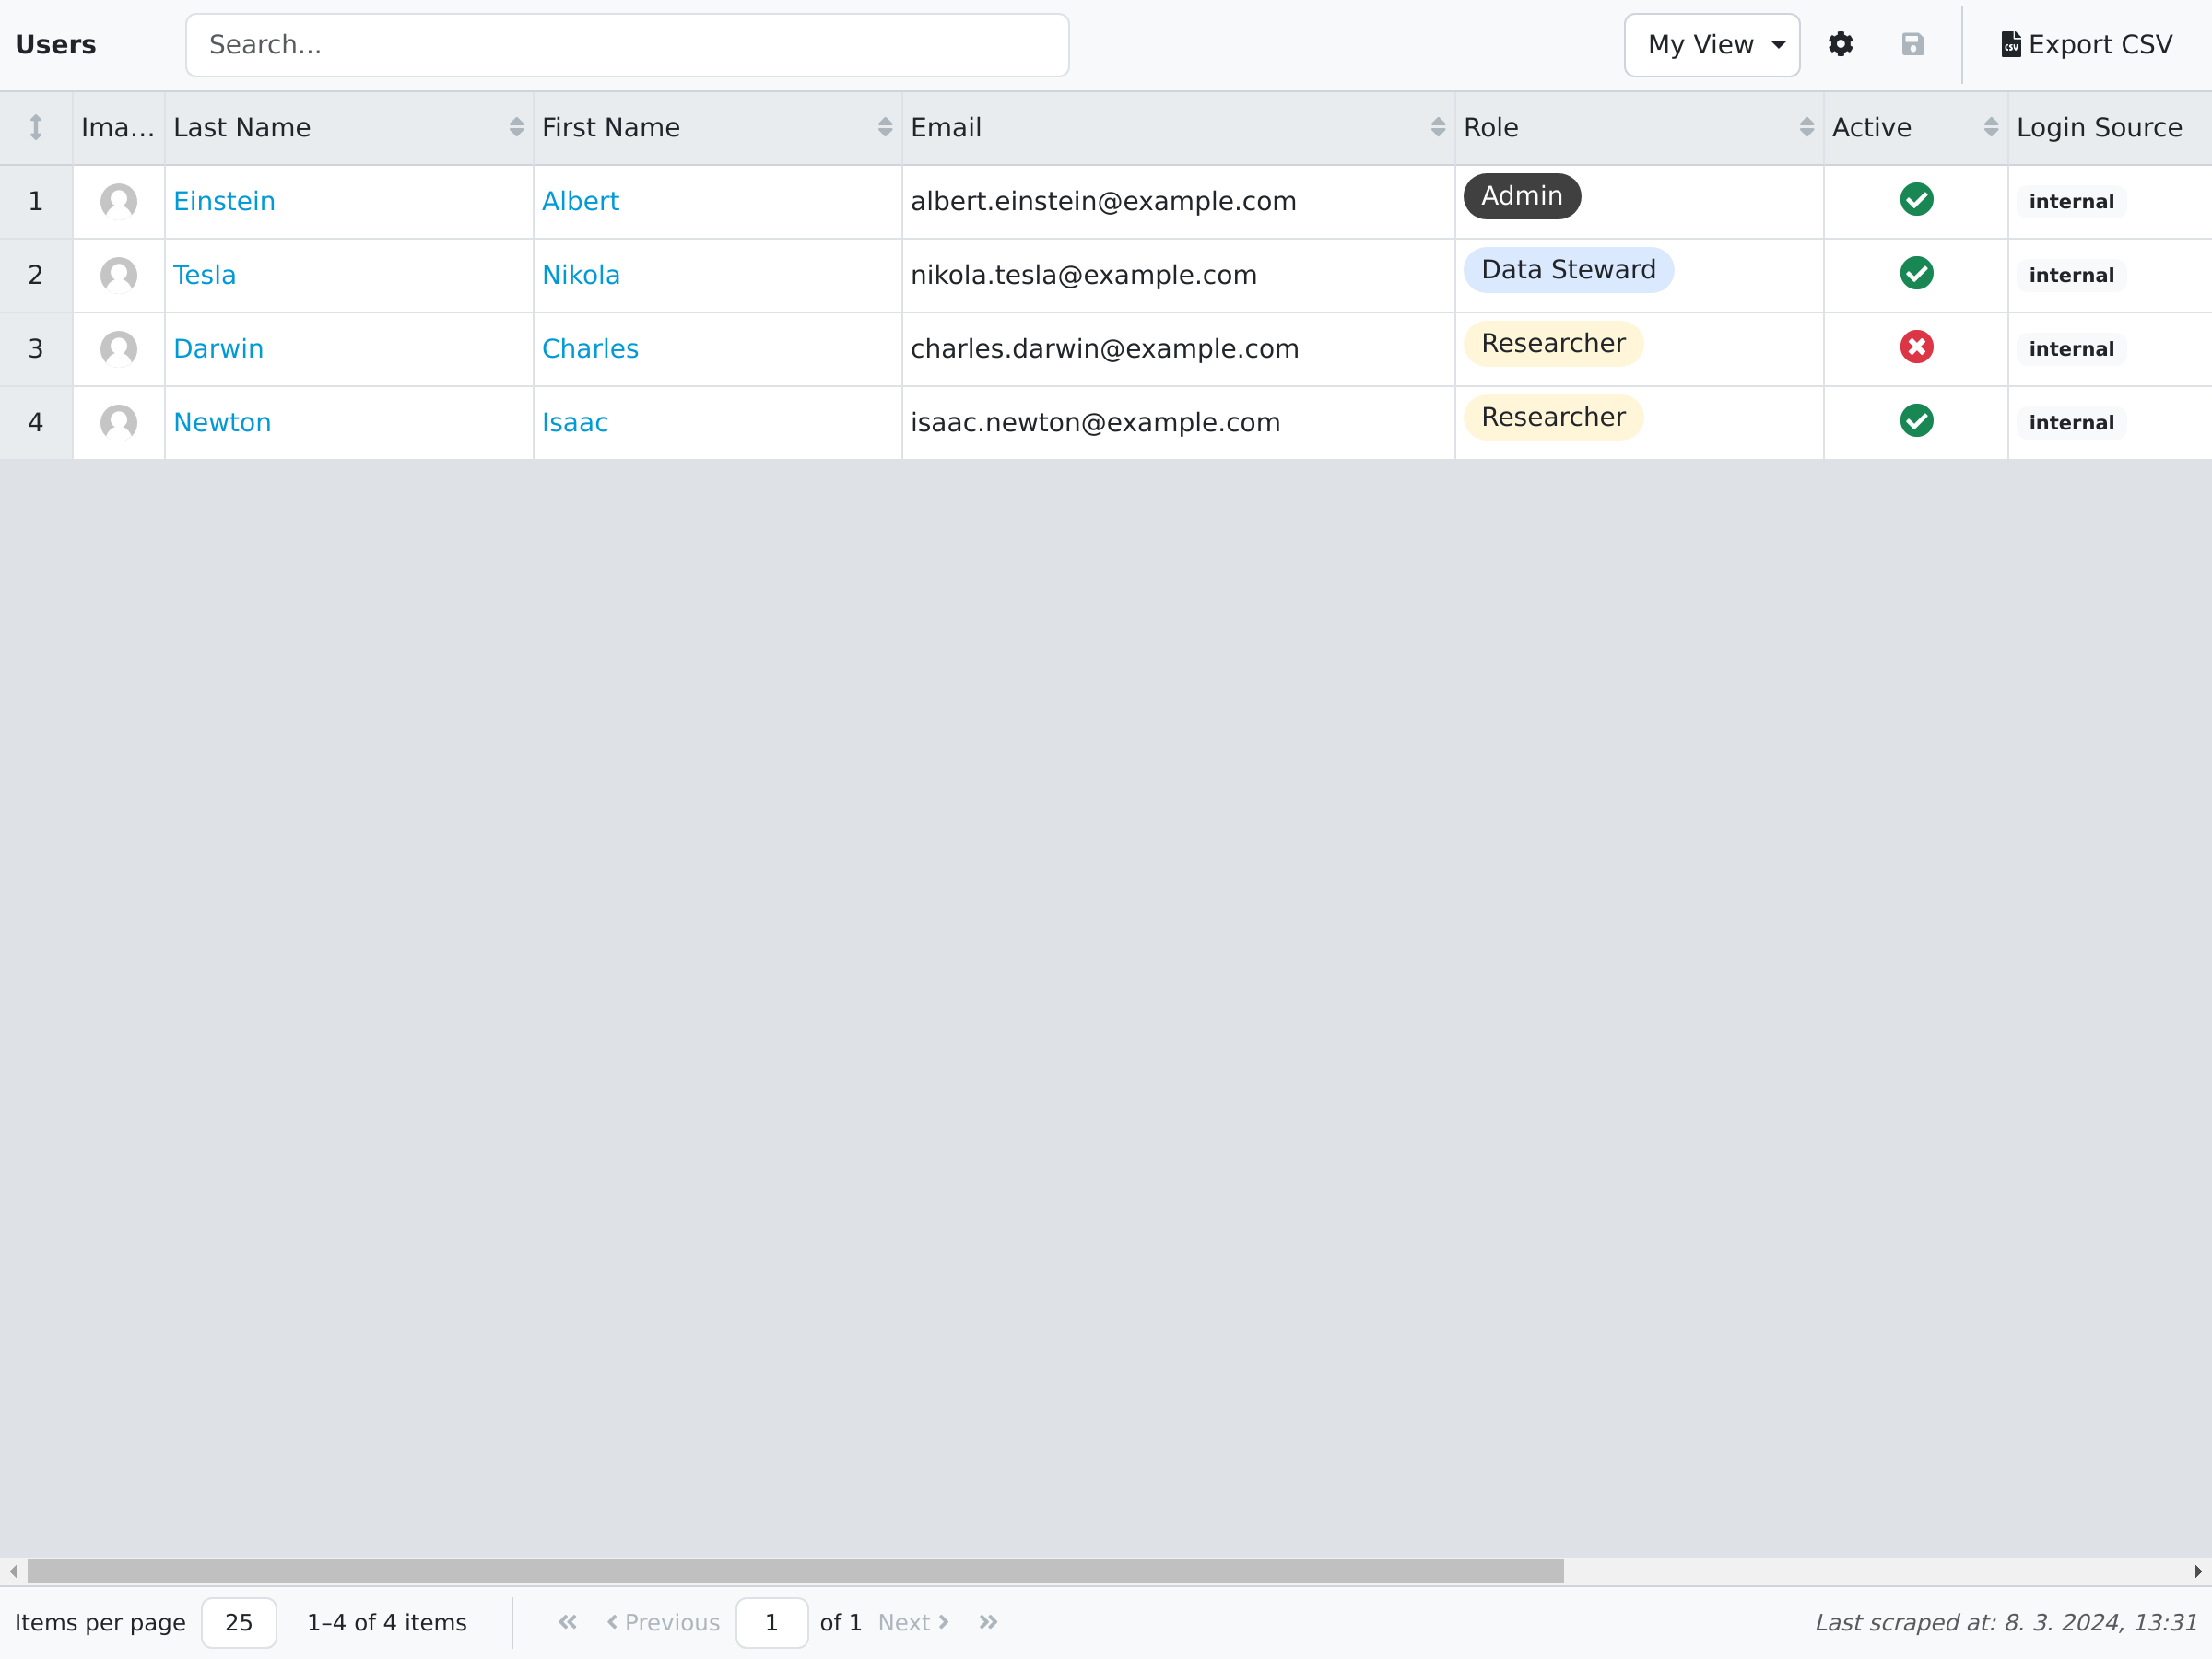 Users Search... My View Export CSV
Ima... Last Name First Name Email Role Active Login Source
1 Einstein Albert albert.einstein@example.com Admin internal
2 Tesla Nikola nikola.tesla@example.com Data Steward internal
3 Darwin Charles charles.darwin@example.com Researcher internal
4 Newton Isaac isaac.newton@example.com Researcher internal
Items per page 25 1–4 of 4 items Previous 1 of 1 Next Last scraped at: 8. 3. 2024, 13:31